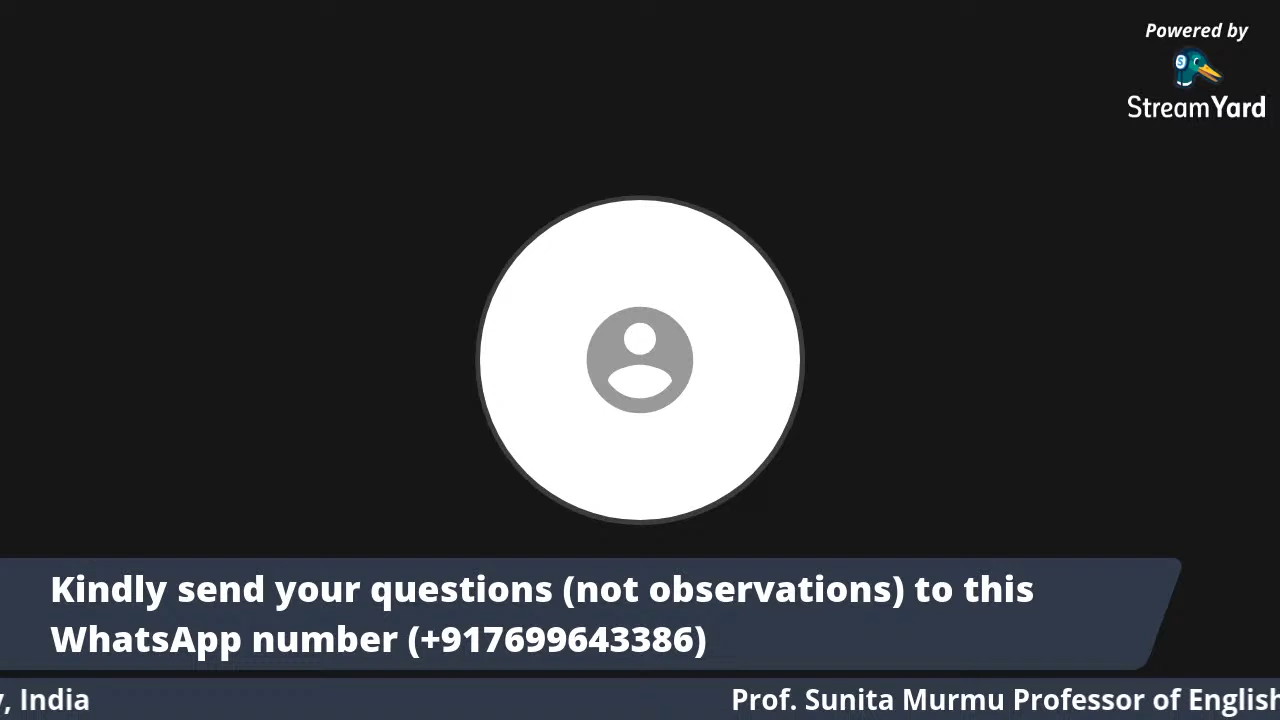 Powered by
StreamYard
Kindly send your questions (not observations) to this
WhatsApp number (+917699643386)
, India
Prof. Sunita Murmu Professor of English